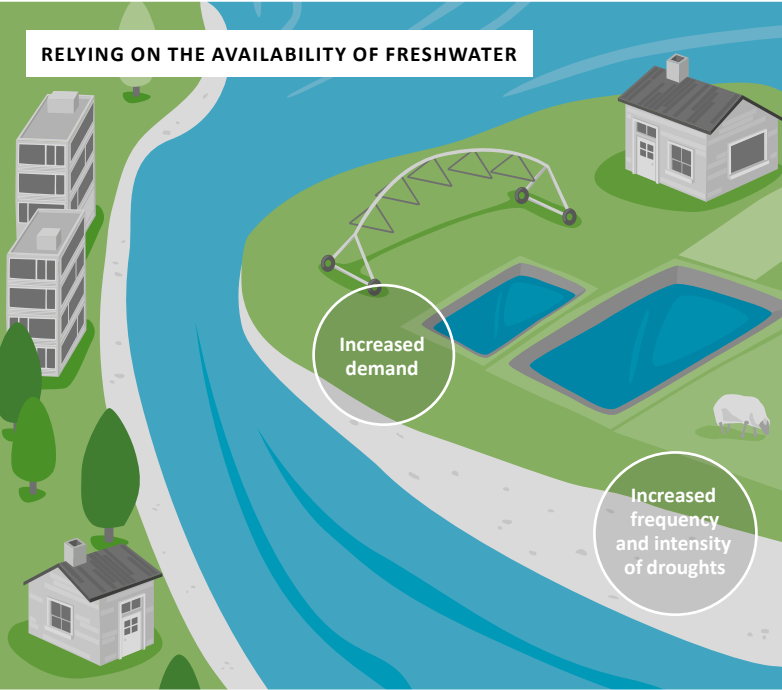 RELYING ON THE AVAILABILITY OF FRESHWATER
Increased
demand
Increased
frequency
and intensity
of droughts